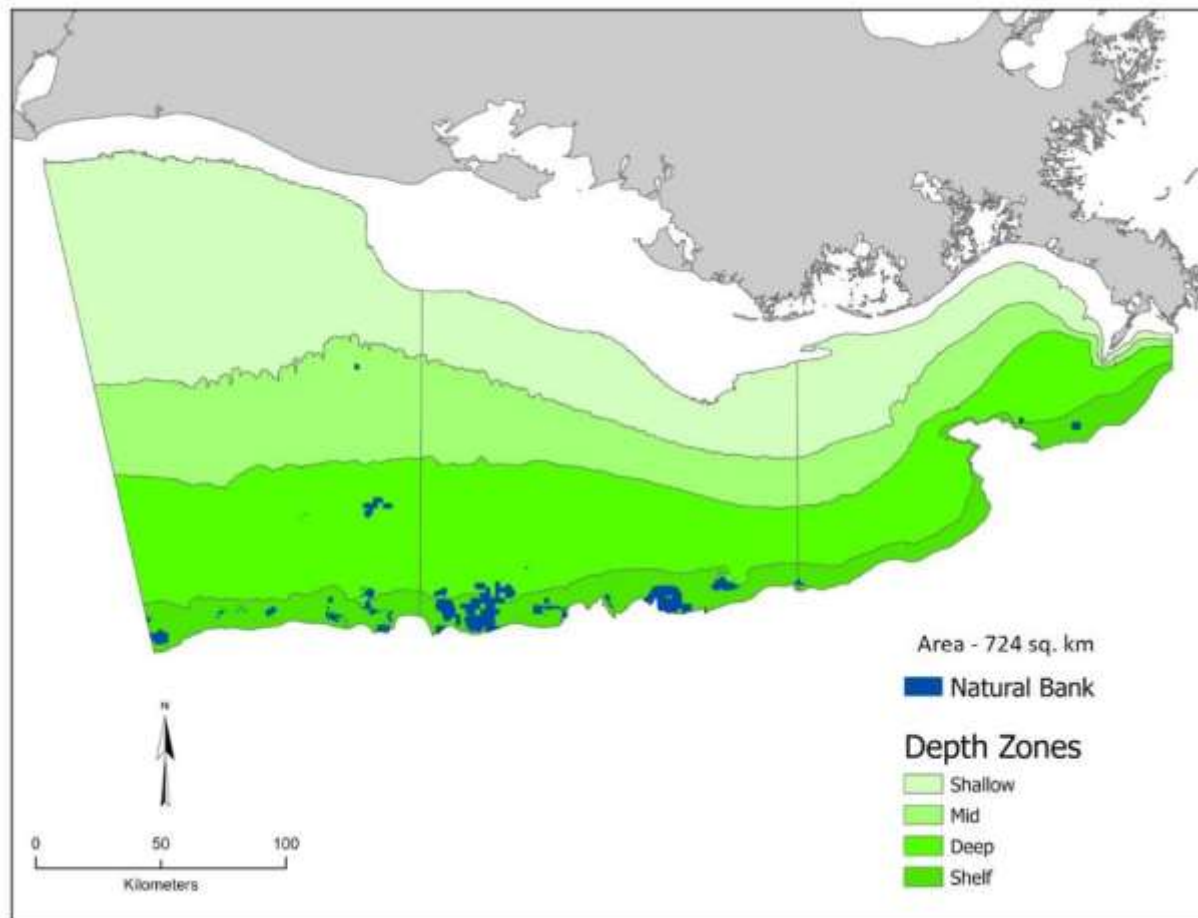 Area - 724 sq. km
Natural Bank
Depth Zones
Shallow
Mid
Deep
Shelf
N
0 50 100
Kilometers